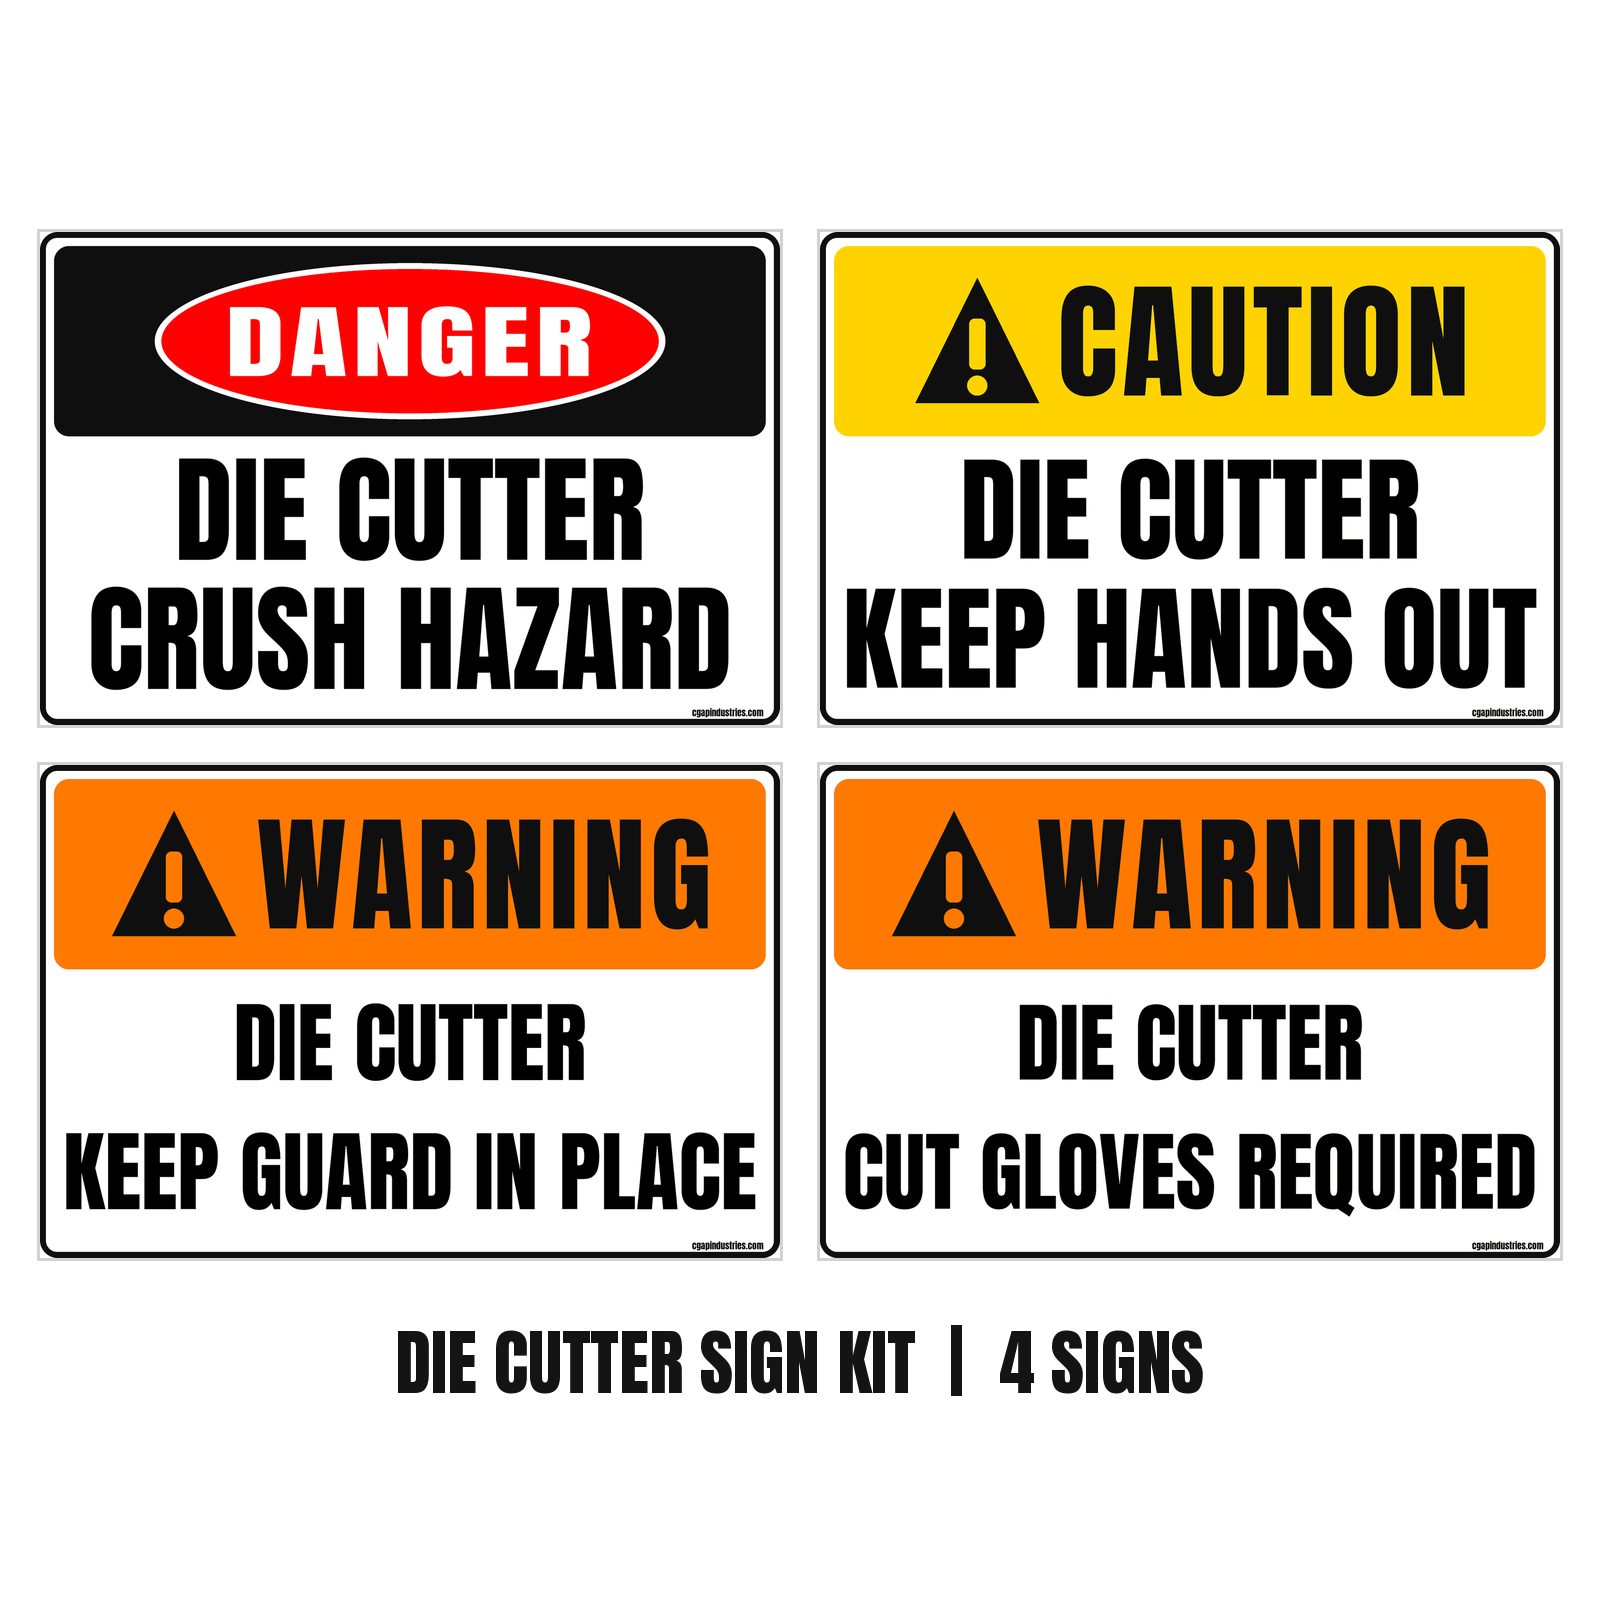 DANGER
DIE CUTTER
CRUSH HAZARD
cgapindustries.com
CAUTION
DIE CUTTER
KEEP HANDS OUT
cgapindustries.com
WARNING
DIE CUTTER
KEEP GUARD IN PLACE
cgapindustries.com
WARNING
DIE CUTTER
CUT GLOVES REQUIRED
cgapindustries.com
DIE CUTTER SIGN KIT | 4 SIGNS